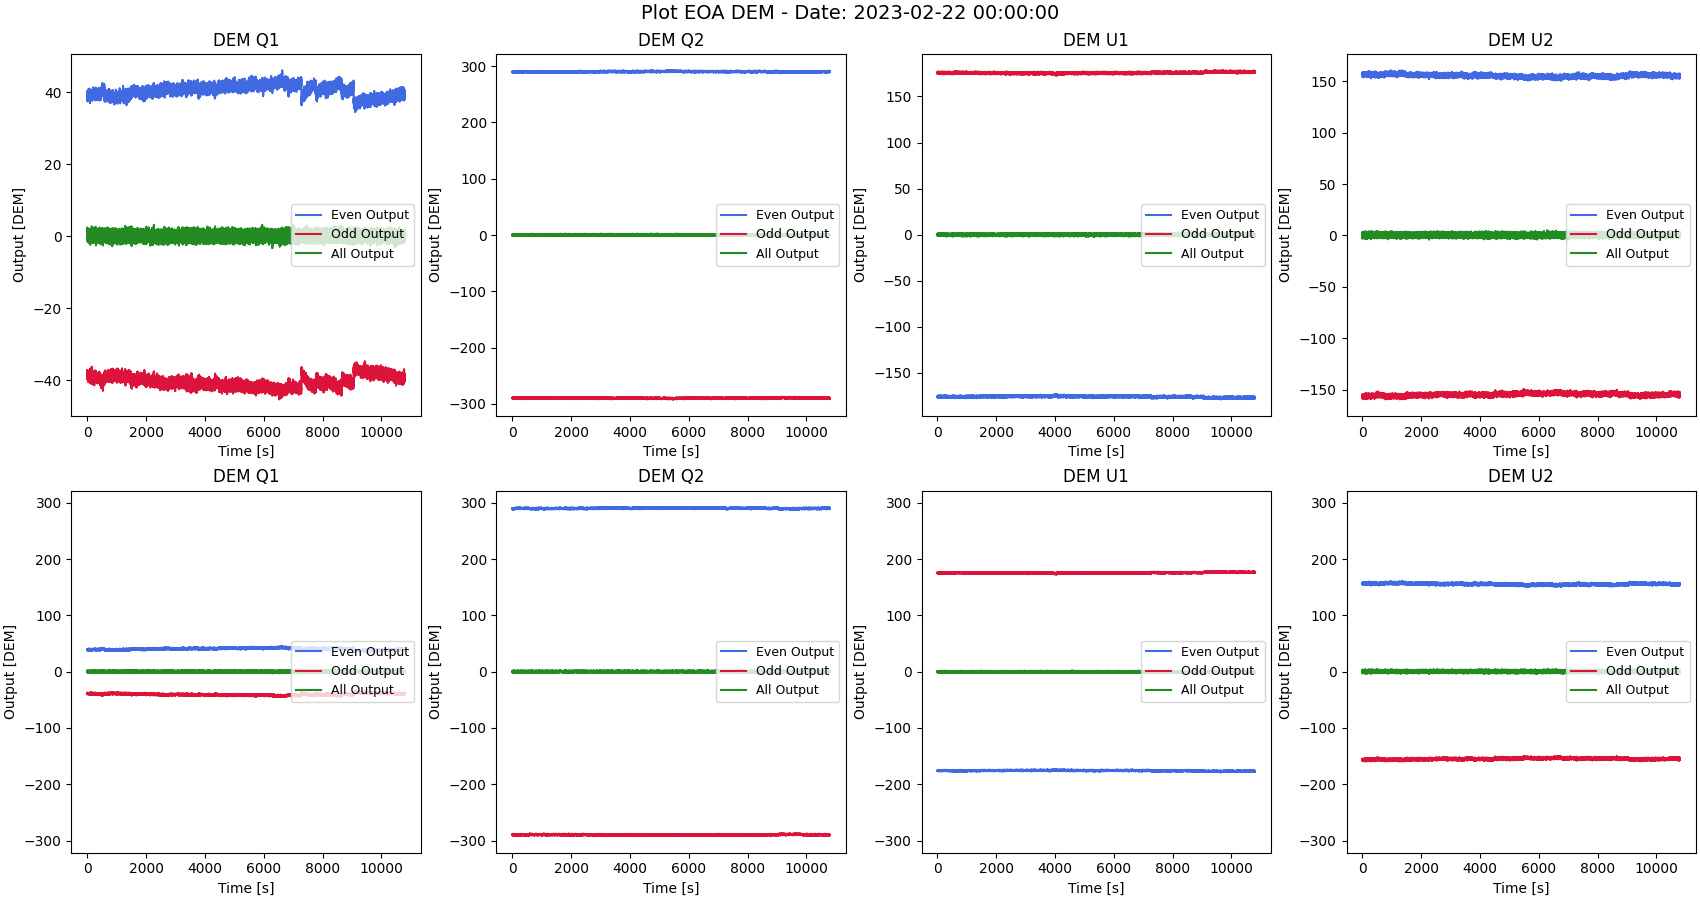 Plot EOA DEM - Date: 2023-02-22 00:00:00
DEM Q1
Output [DEM]
40
20
0
−20
−40
0 2000 4000 6000 8000 10000
Time [s]
Even Output
Odd Output
All Output
DEM Q2
Output [DEM]
300
200
100
0
−100
−200
−300
0 2000 4000 6000 8000 10000
Time [s]
Even Output
Odd Output
All Output
DEM U1
Output [DEM]
150
100
50
0
−50
−100
−150
0 2000 4000 6000 8000 10000
Time [s]
Even Output
Odd Output
All Output
DEM U2
Output [DEM]
150
100
50
0
−50
−100
−150
0 2000 4000 6000 8000 10000
Time [s]
Even Output
Odd Output
All Output
DEM Q1
Output [DEM]
300
200
100
0
−100
−200
−300
0 2000 4000 6000 8000 10000
Time [s]
Even Output
Odd Output
All Output
DEM Q2
Output [DEM]
300
200
100
0
−100
−200
−300
0 2000 4000 6000 8000 10000
Time [s]
Even Output
Odd Output
All Output
DEM U1
Output [DEM]
300
200
100
0
−100
−200
−300
0 2000 4000 6000 8000 10000
Time [s]
Even Output
Odd Output
All Output
DEM U2
Output [DEM]
300
200
100
0
−100
−200
−300
0 2000 4000 6000 8000 10000
Time [s]
Even Output
Odd Output
All Output